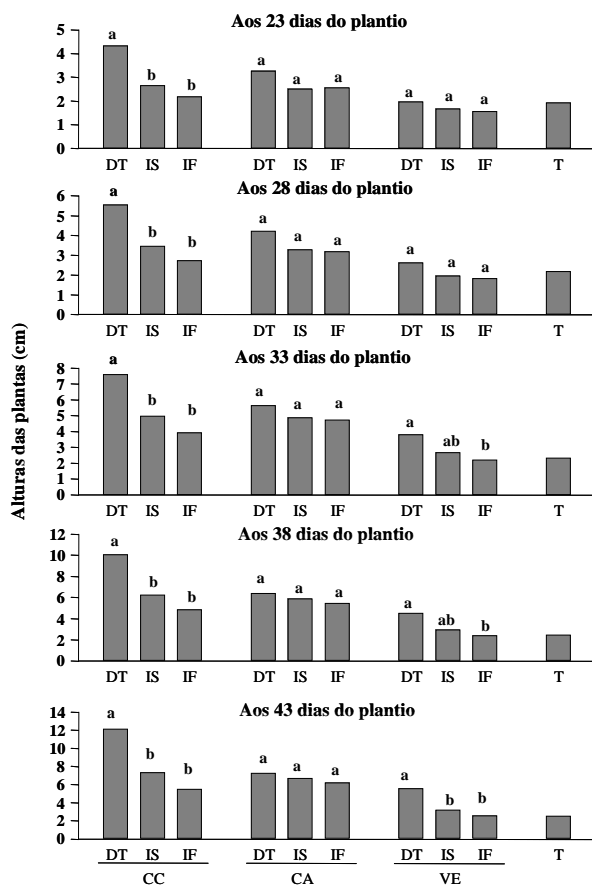 Alturas das plantas (cm)
Aos 23 dias do plantio
5
4
3
2
1
0
a b b a a a a a a
DT IS IF DT IS IF DT IS IF T
Aos 28 dias do plantio
6
5
4
3
2
1
0
a b b a a a a a a
DT IS IF DT IS IF DT IS IF T
Aos 33 dias do plantio
8
7
6
5
4
3
2
1
0
a b b a a a a ab b
DT IS IF DT IS IF DT IS IF T
Aos 38 dias do plantio
12
10
8
6
4
2
0
a b b a a a a ab b
DT IS IF DT IS IF DT IS IF T
Aos 43 dias do plantio
14
12
10
8
6
4
2
0
a b b a a a a b b
DT IS IF DT IS IF DT IS IF T
CC CA VE